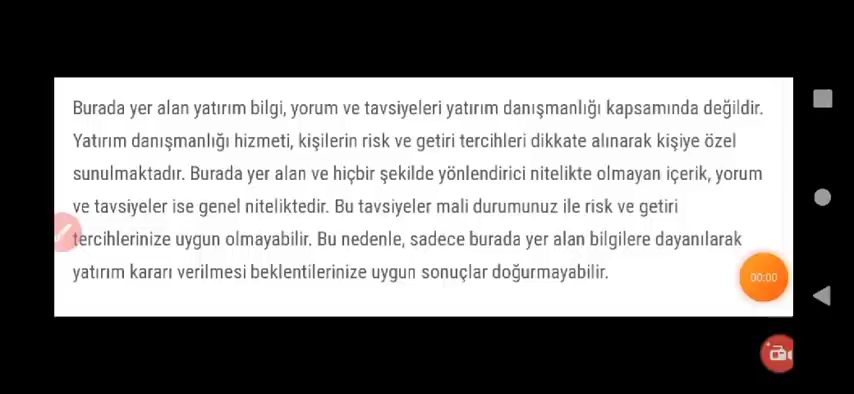 Burada yer alan yatırım bilgi, yorum ve tavsiyeleri yatırım danışmanlığı kapsamında değildir.
Yatırım danışmanlığı hizmeti, kişilerin risk ve getiri tercihleri dikkate alınarak kişiye özel
sunulmaktadır. Burada yer alan ve hiçbir şekilde yönlendirici nitelikte olmayan içerik, yorum
ve tavsiyeler ise genel niteliktedir. Bu tavsiyeler mali durumunuz ile risk ve getiri
tercihlerinize uygun olmayabilir. Bu nedenle, sadece burada yer alan bilgilere dayanılarak
yatırım kararı verilmesi beklentilerinize uygun sonuçlar doğurmayabilir.
00:00